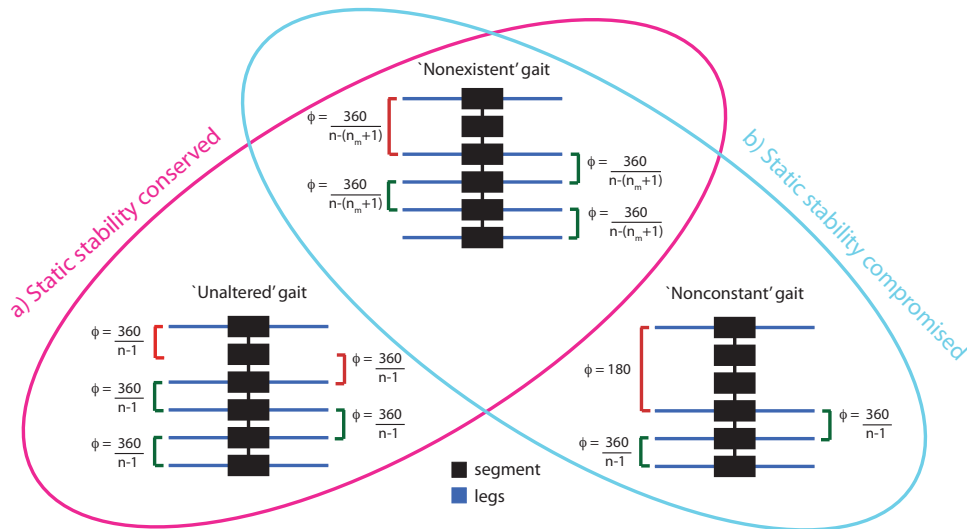 `Nonexistent' gait
ϕ = 360
n-(nm+1)
ϕ = 360
n-(nm+1)
ϕ = 360
n-(nm+1)
ϕ = 360
n-(nm+1)
a) Static stability conserved
b) Static stability compromised
`Unaltered' gait
ϕ = 360
n-1
ϕ = 360
n-1
ϕ = 360
n-1
ϕ = 360
n-1
ϕ = 360
n-1
`Nonconstant' gait
ϕ = 180
ϕ = 360
n-1
ϕ = 360
n-1
segment
legs